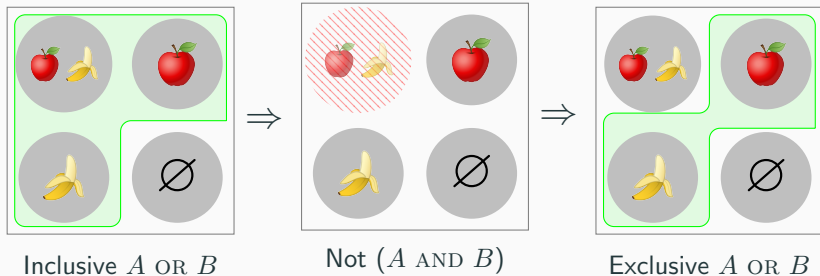 ∅ ⇒ ∅ ⇒ ∅
Inclusive A OR B
Not (A AND B)
Exclusive A OR B